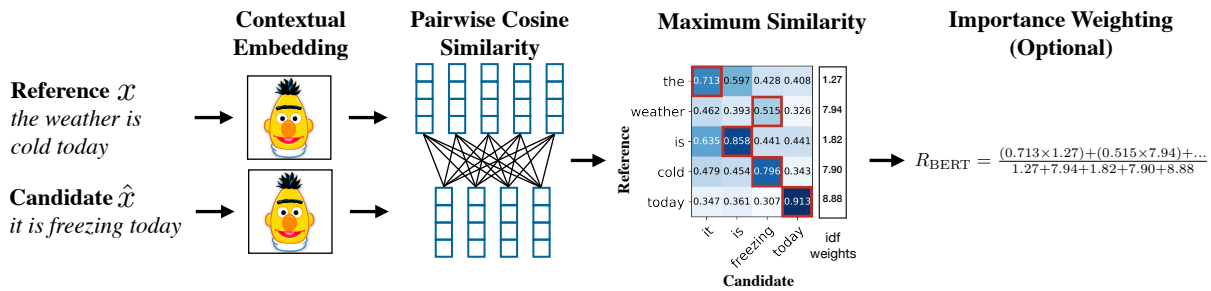 Contextual
Embedding
Pairwise Cosine
Similarity
Maximum Similarity
Importance Weighting
(Optional)
Reference x
the weather is
cold today
Candidate x̂
it is freezing today
Reference
the 0.713 0.597 0.428 0.408 1.27
weather 0.462 0.393 0.515 0.326 7.94
is 0.635 0.858 0.441 0.441 1.82
cold 0.479 0.454 0.796 0.343 7.90
today 0.347 0.361 0.307 0.913 8.88
it is freezing today
idf
weights
Candidate
R_BERT = (0.713×1.27)+(0.515×7.94)+...
1.27+7.94+1.82+7.90+8.88